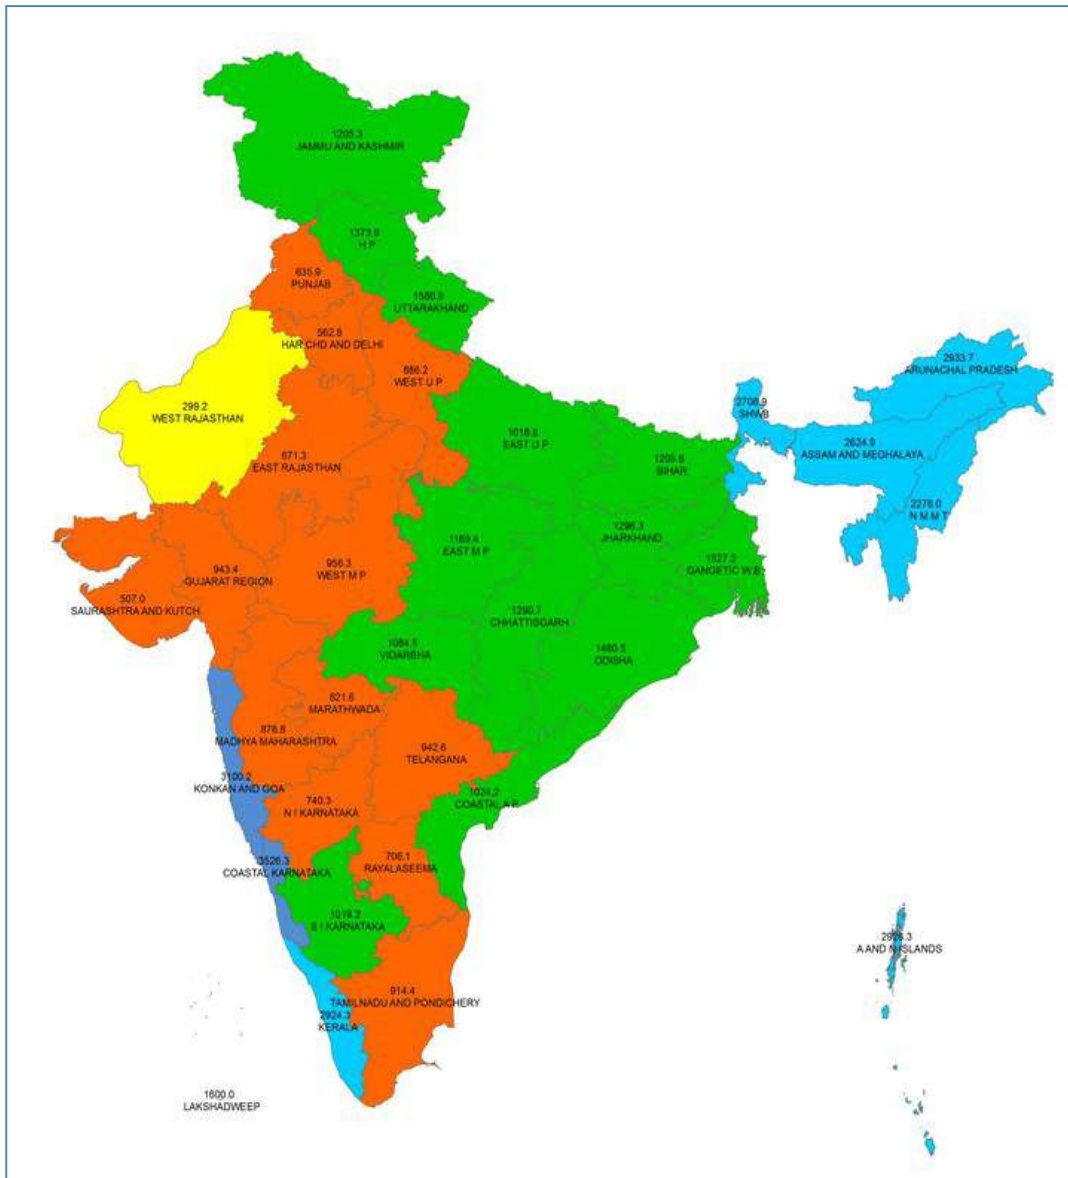 1205.3
JAMMU AND KASHMIR
1373.9
H P
635.9
PUNJAB
1580.9
UTTARAKHAND
562.8
HAR CHD AND DELHI
686.2
WEST U P
299.2
WEST RAJASTHAN
2933.7
ARUNACHAL PRADESH
2708.9
SHWB
1018.8
EAST U P
671.3
EAST RAJASTHAN
1205.6
BIHAR
2624.9
ASSAM AND MEGHALAYA
2278.0
N M M T
1296.3
JHARKHAND
1169.4
EAST M P
956.3
WEST M P
943.4
GUJARAT REGION
1527.2
GANGETIC W.B.
507.0
SAURASHTRA AND KUTCH
1290.7
CHHATTISGARH
1084.5
VIDARBHA
1460.5
ODISHA
821.6
MARATHWADA
876.8
MADHYA MAHARASHTRA
942.6
TELANGANA
3100.2
KONKAN AND GOA
740.3
N I KARNATAKA
1024.2
COASTAL A P
3526.3
COASTAL KARNATAKA
706.1
RAYALASEEMA
1019.2
S I KARNATAKA
A AND N ISLANDS
914.4
TAMILNADU AND PONDICHERY
2924.3
KERALA
1600.0
LAKSHADWEEP